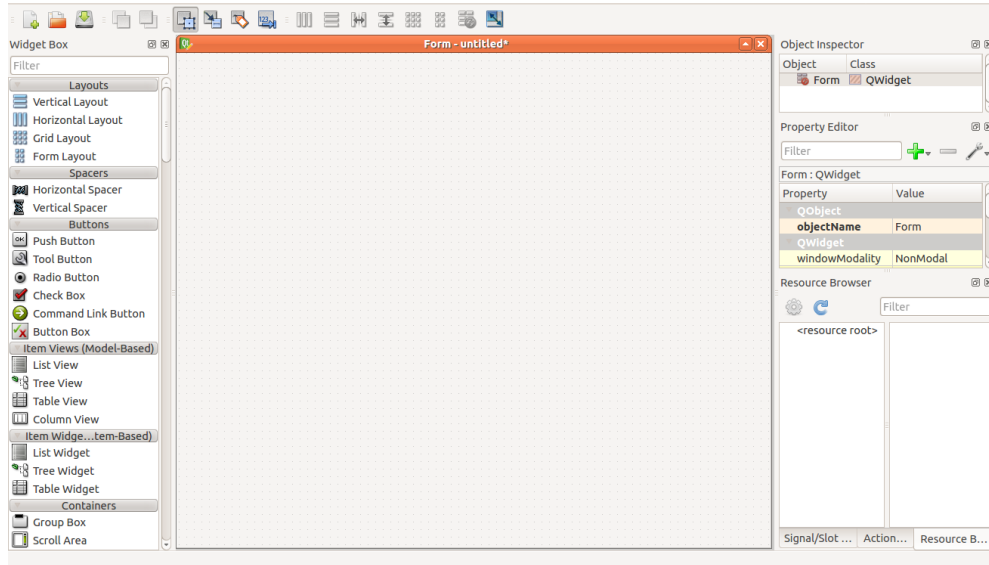 Widget Box
Form - untitled*
Object Inspector
Filter
Layouts
Vertical Layout
Horizontal Layout
Grid Layout
Form Layout
Spacers
Horizontal Spacer
Vertical Spacer
Buttons
OK Push Button
Tool Button
Radio Button
Check Box
Command Link Button
Button Box
Item Views (Model-Based)
List View
Tree View
Table View
Column View
Item Widge...tem-Based)
List Widget
Tree Widget
Table Widget
Containers
Group Box
Scroll Area
Object Class
Form QWidget
Property Editor
Filter
Form : QWidget
Property Value
QObject
objectName Form
QWidget
windowModality NonModal
Resource Browser
Filter
<resource root>
Signal/Slot ... Action... Resource B...